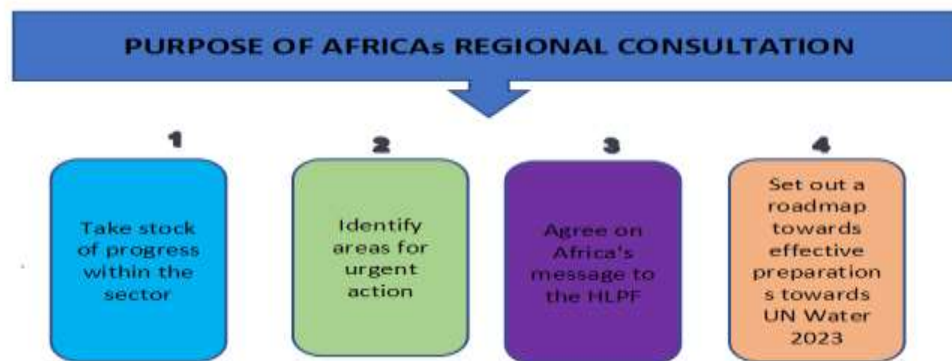 PURPOSE OF AFRICAs REGIONAL CONSULTATION
1
Take stock
of progress
within the
sector
2
Identify
areas for
urgent
action
3
Agree on
Africa's
message to
the HLPF
4
Set out a
roadmap
towards
effective
preparation
s towards
UN Water
2023